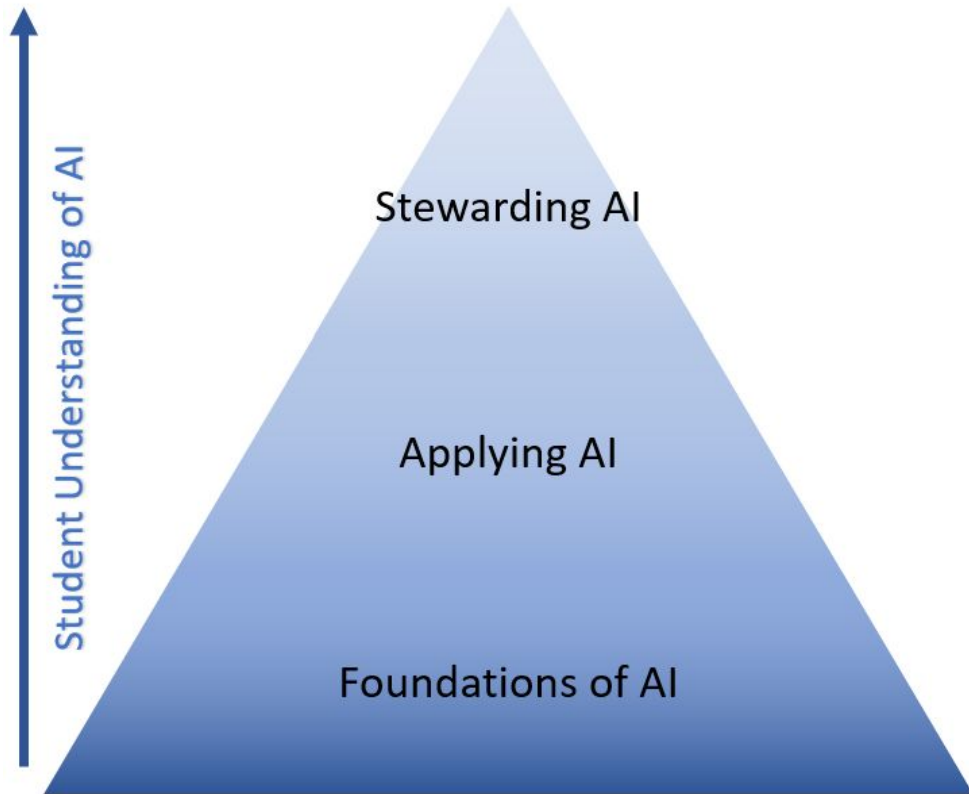 Student Understanding of AI
Stewarding AI
Applying AI
Foundations of AI